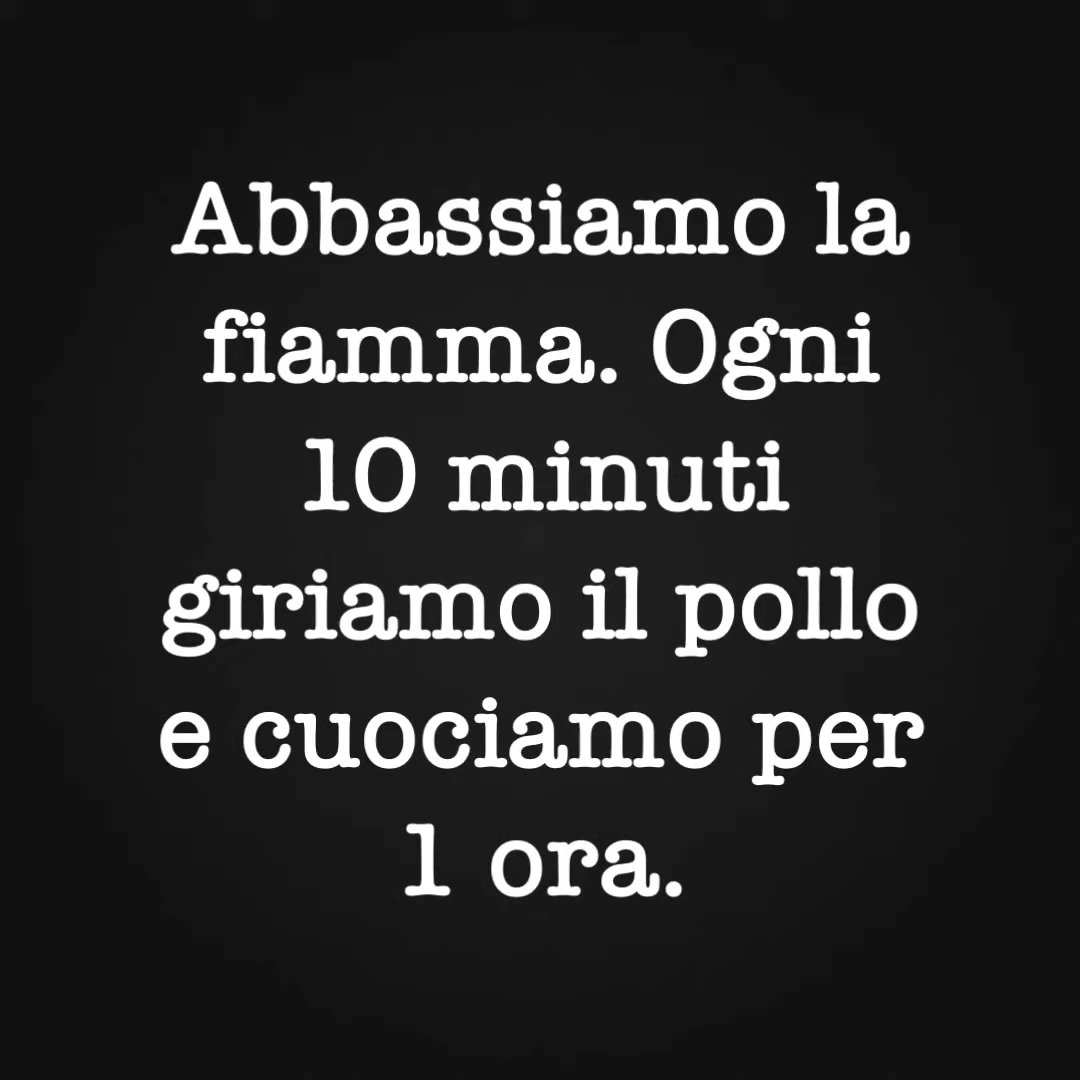 Abbassiamo la
fiamma. Ogni
10 minuti
giriamo il pollo
e cuociamo per
1 ora.